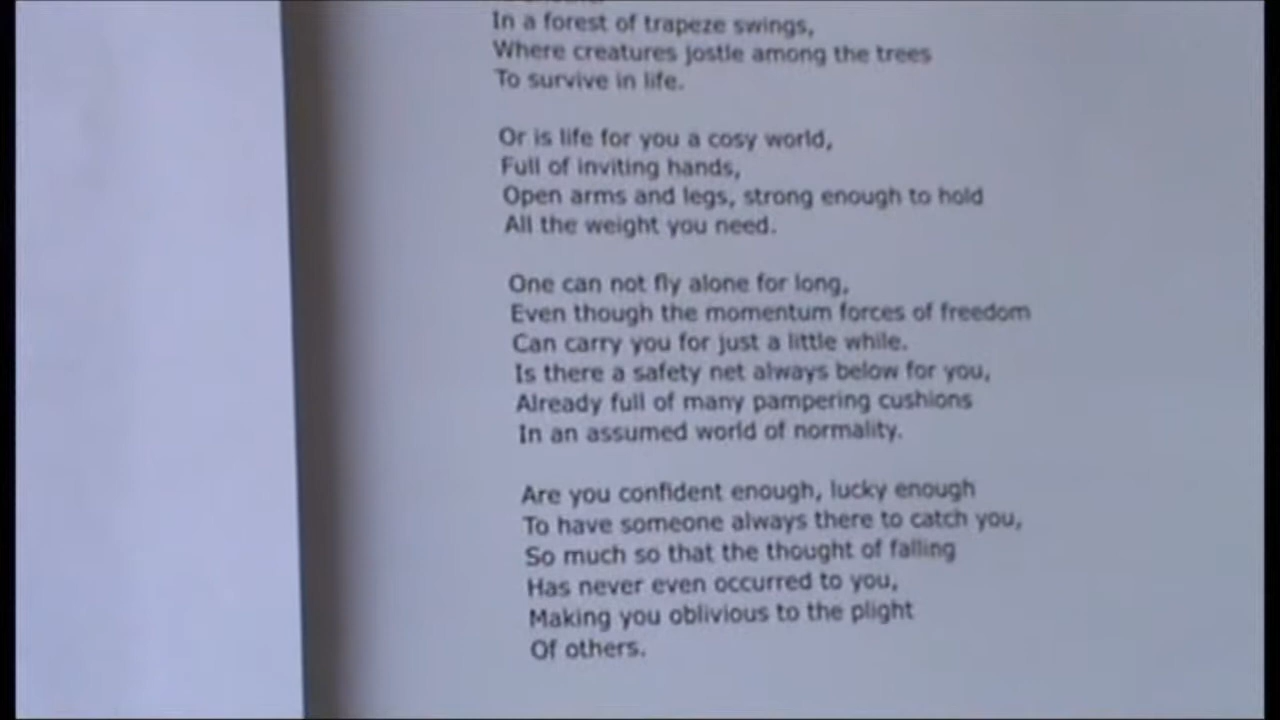 In a forest of trapeze swings,
Where creatures jostle among the trees
To survive in life.
Or is life for you a cosy world,
Full of inviting hands,
Open arms and legs, strong enough to hold
All the weight you need.
One can not fly alone for long,
Even though the momentum forces of freedom
Can carry you for just a little while.
Is there a safety net always below for you,
Already full of many pampering cushions
In an assumed world of normality.
Are you confident enough, lucky enough
To have someone always there to catch you,
So much so that the thought of falling
Has never even occurred to you,
Making you oblivious to the plight
Of others.